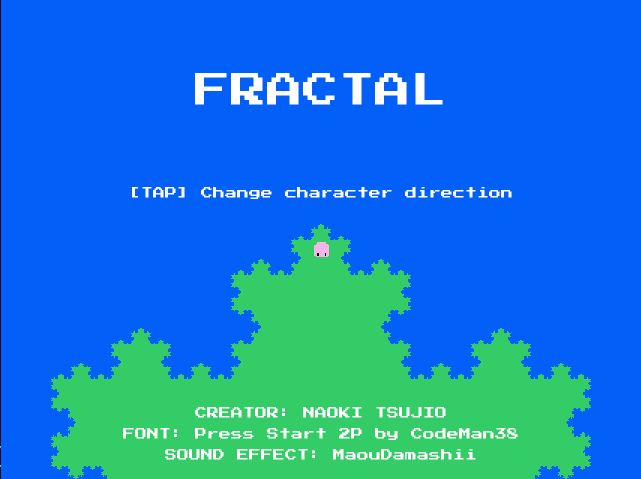 FRACTAL
[TAP] Change character direction
CREATOR: NAOKI TSUJIO
FONT: Press Start 2P by CodeMan38
SOUND EFFECT: MaouDamashii